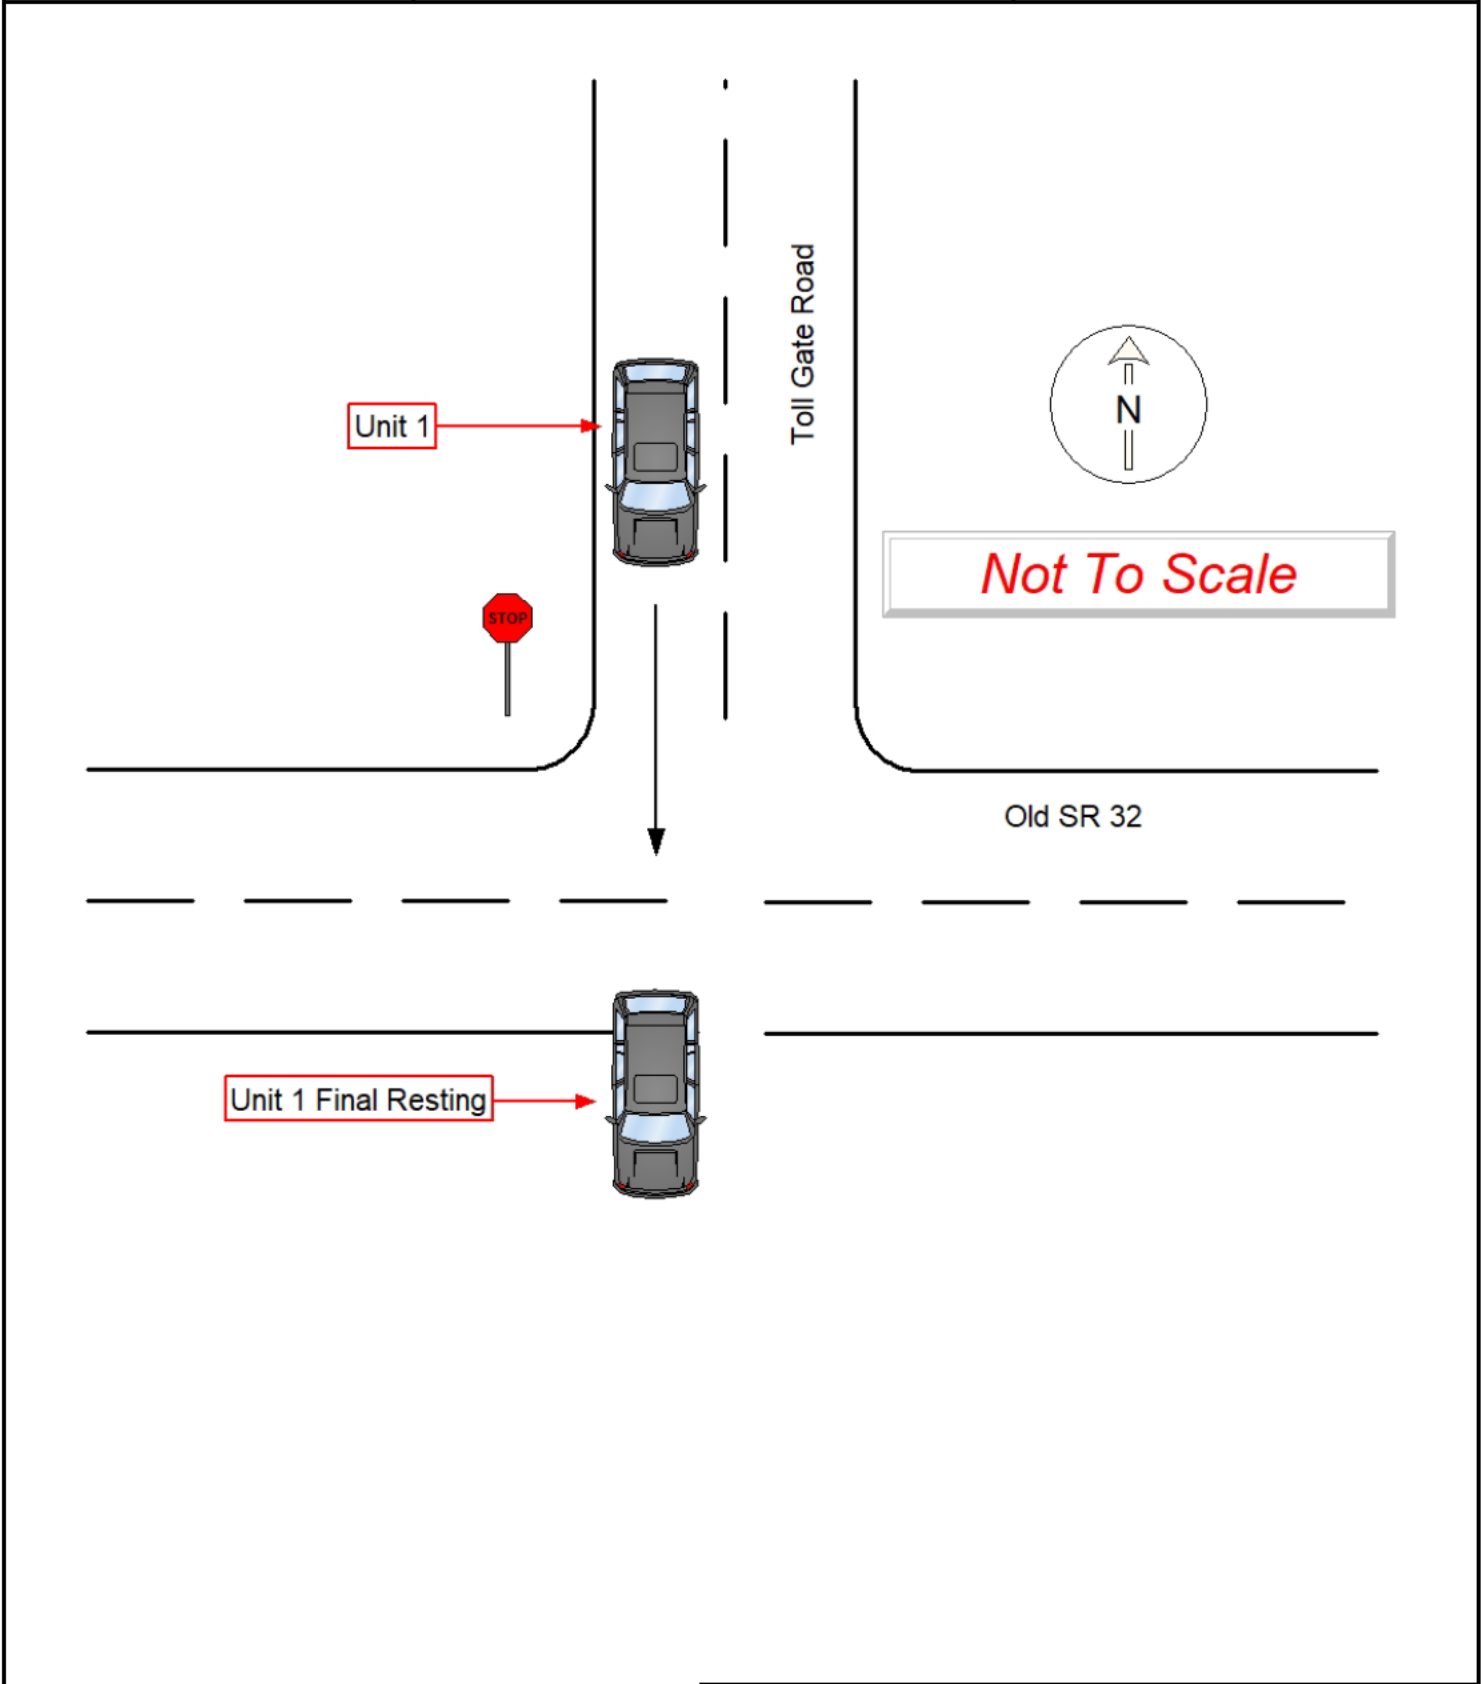 Toll Gate Road
Unit 1
N
Not To Scale
STOP
Old SR 32
Unit 1 Final Resting